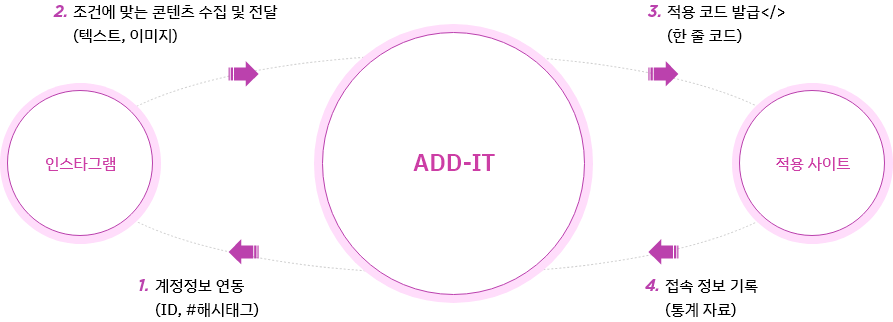 2. 조건에 맞는 콘텐츠 수집 및 전달
(텍스트, 이미지)
3. 적용 코드 발급</>
(한 줄 코드)
인스타그램
ADD-IT
적용 사이트
1. 계정정보 연동
(ID, #해시태그)
4. 접속 정보 기록
(통계 자료)